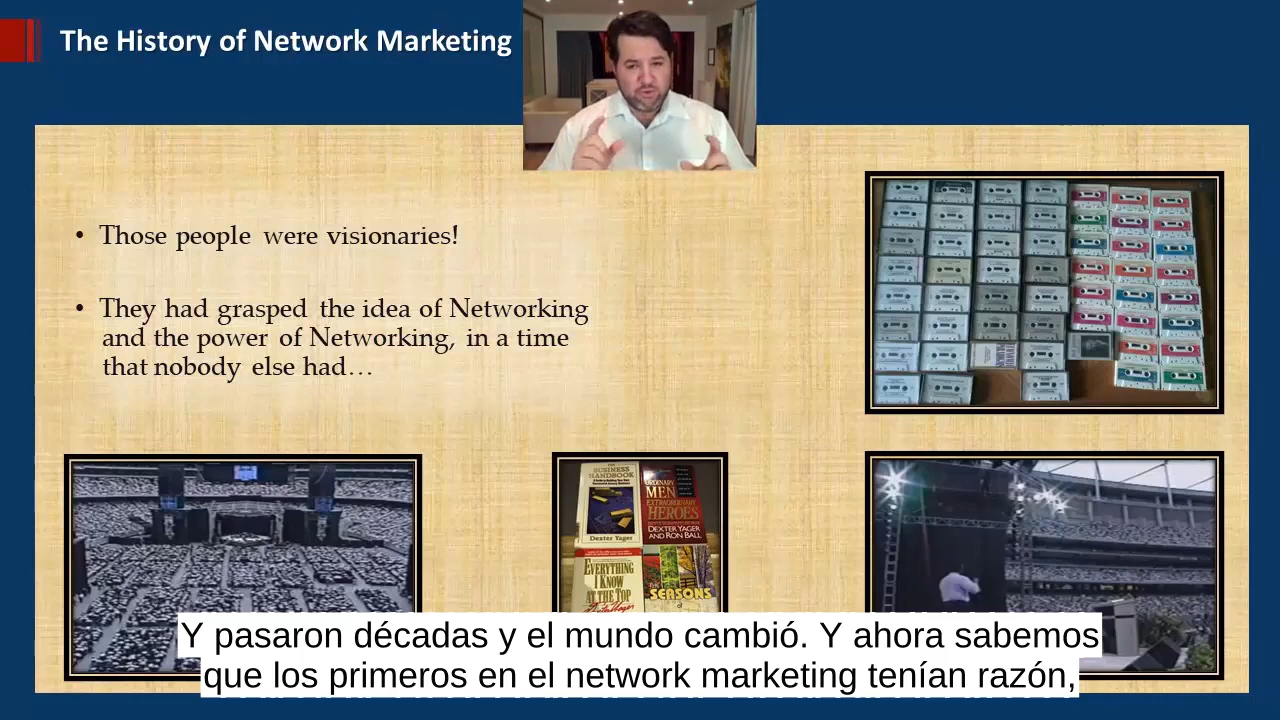 The History of Network Marketing
• Those people were visionaries!
• They had grasped the idea of Networking
and the power of Networking, in a time
that nobody else had…
BUSINESS
HANDBOOK
Dexter Yager
ORDINARY
MEN
EXTRAORDINARY
HEROES
DEXTER YAGER
AND RON BALL
EVERYTHING
I KNOW
AT THE TOP
THE
SEASONS
Y pasaron décadas y el mundo cambió. Y ahora sabemos
que los primeros en el network marketing tenían razón,